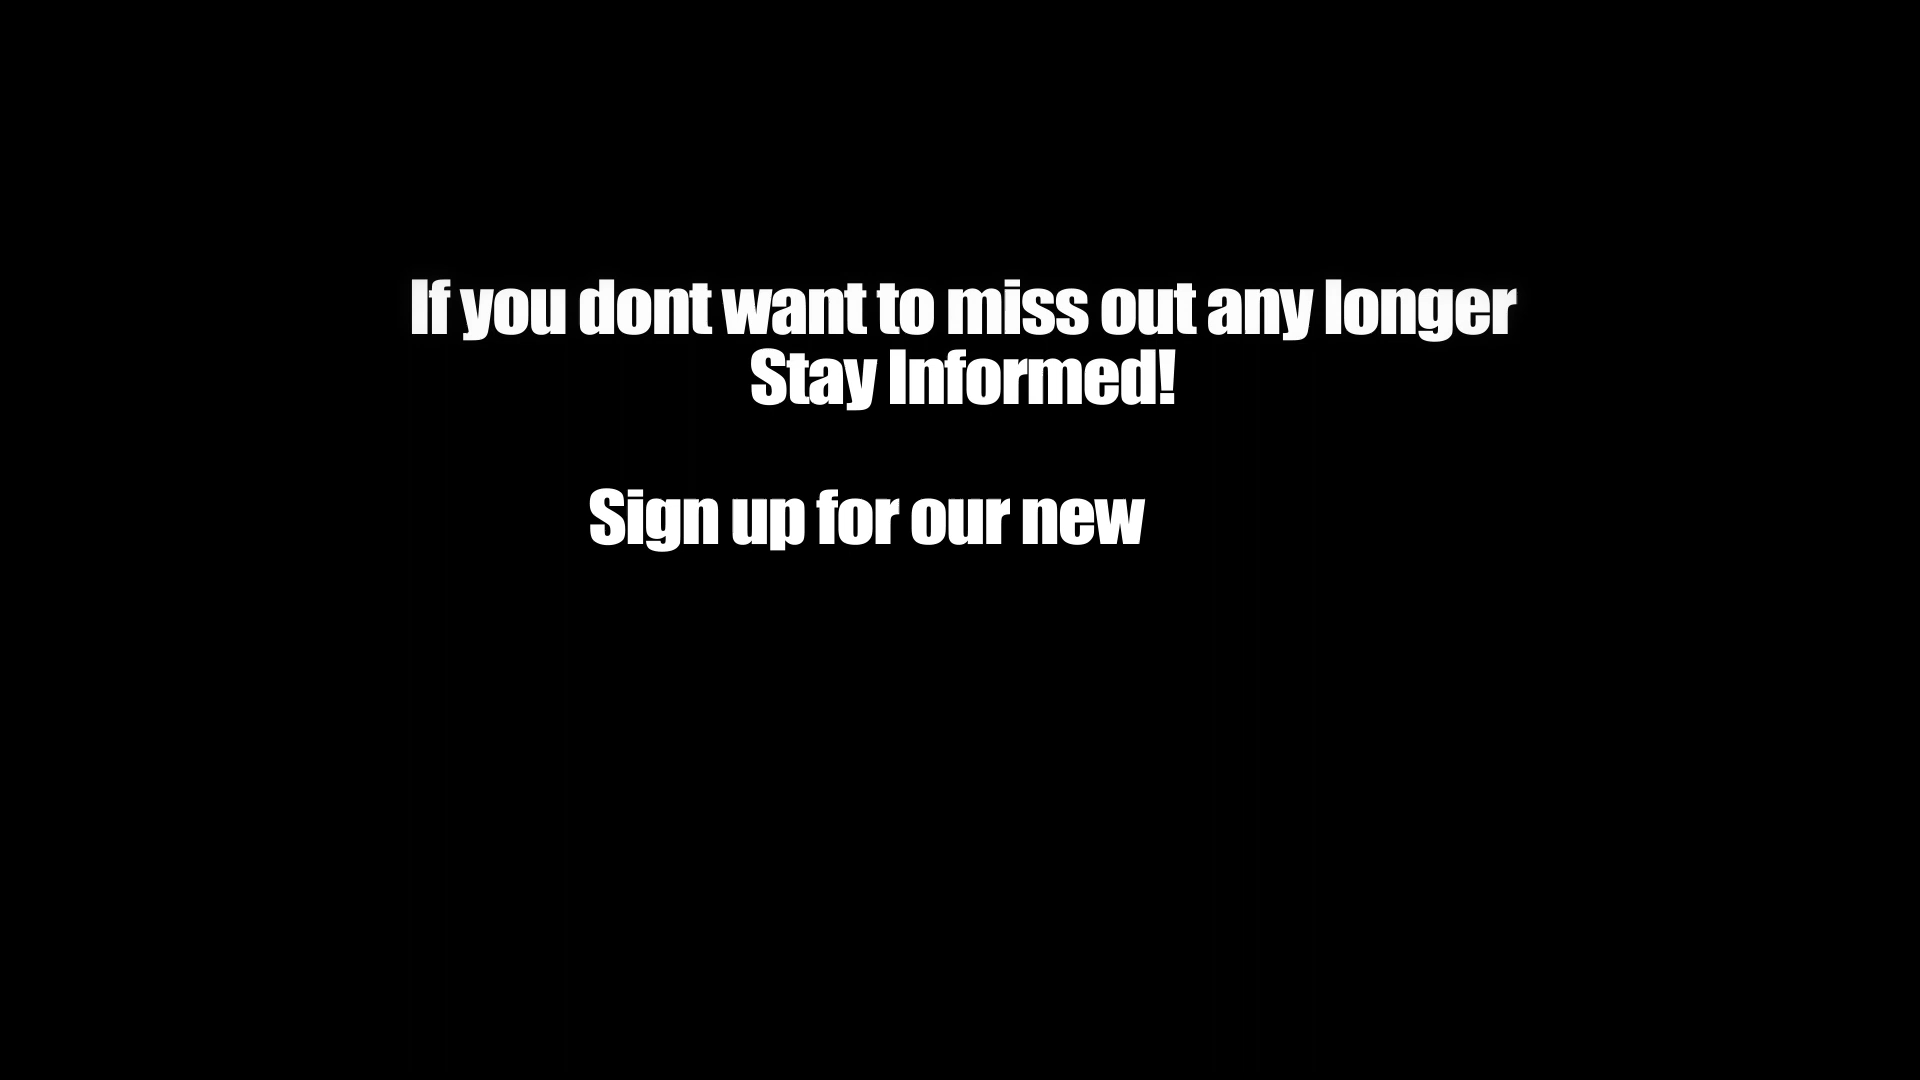 If you dont want to miss out any longer
Stay Informed!
Sign up for our new